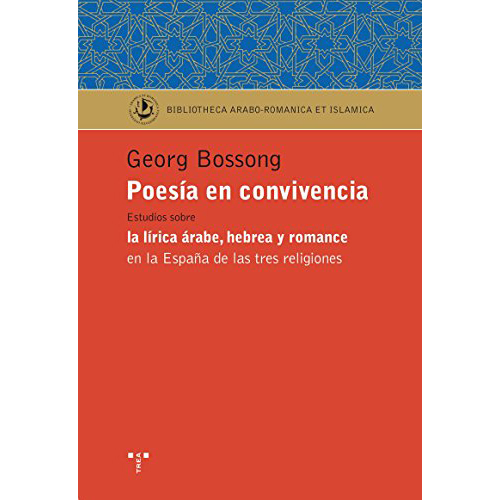 BIBLIOTHECA ARABO-ROMANICA ET ISLAMICA
Georg Bossong
Poesía en convivencia
Estudios sobre
la lírica árabe, hebrea y romance
en la España de las tres religiones
TREA